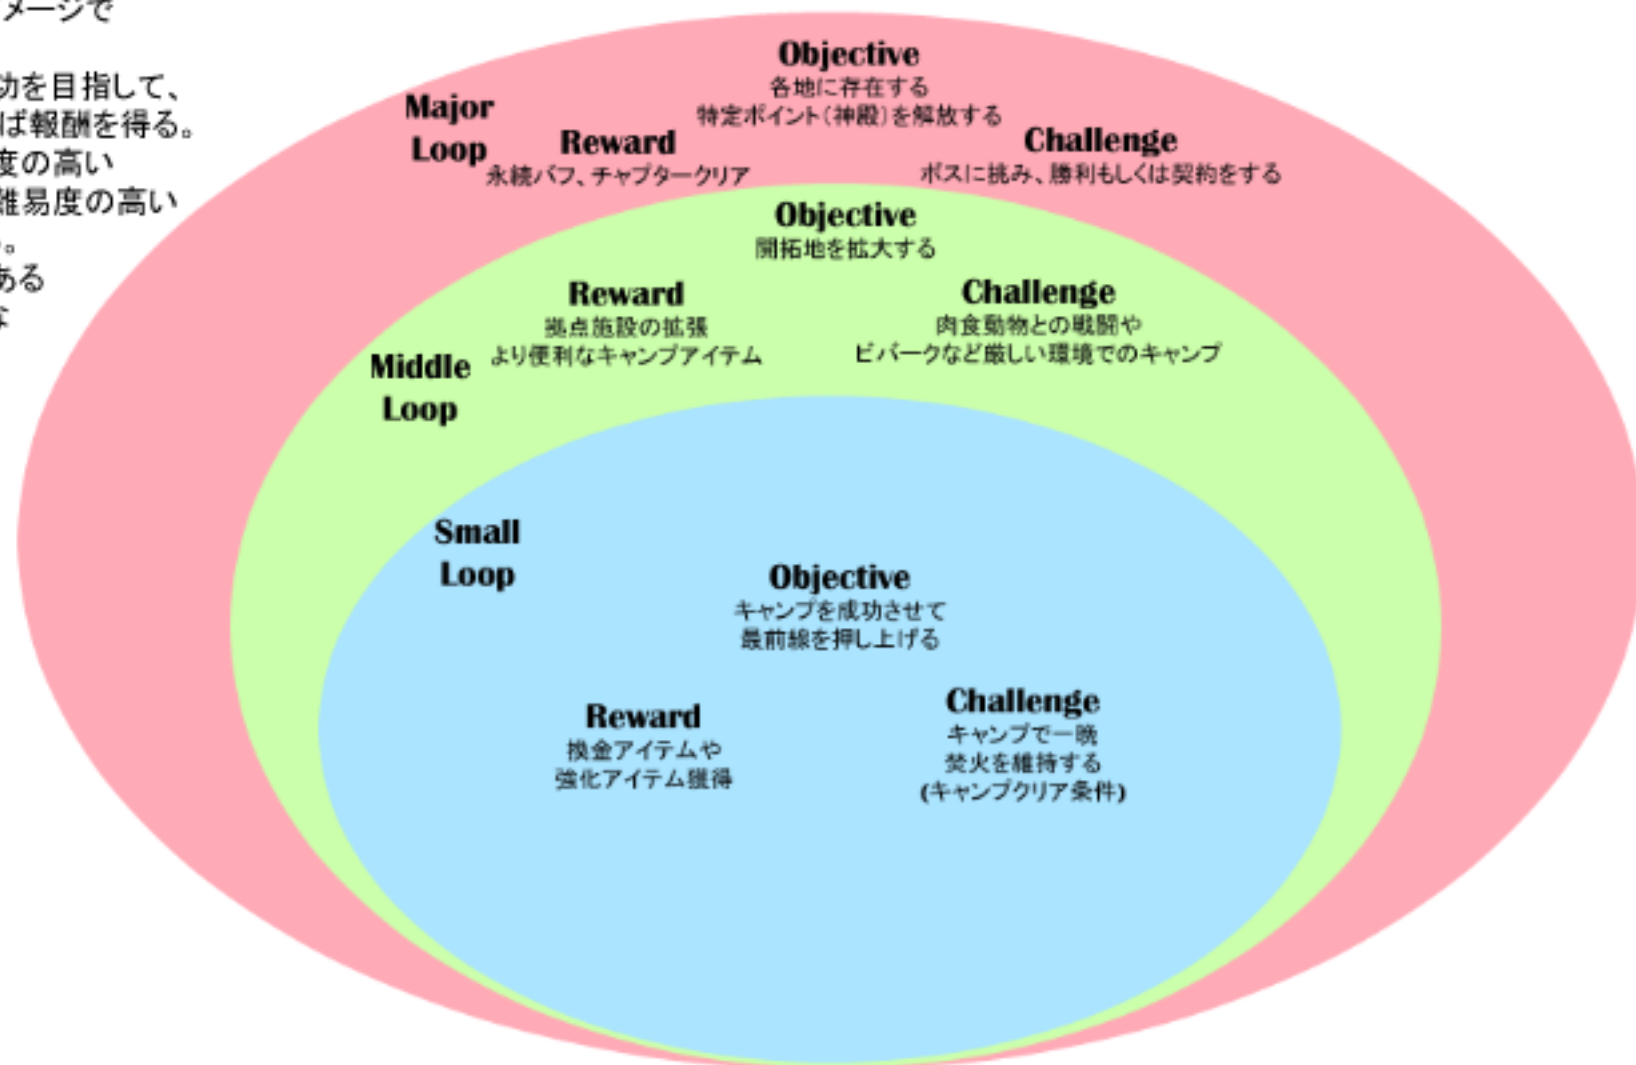 メージで
功を目指して、
ば報酬を得る。
度の高い
難易度の高い
。
ある
な
Major
Loop
Objective
各地に存在する
特定ポイント(神殿)を解放する
Reward
永続バフ、チャプタークリア
Challenge
ボスに挑み、勝利もしくは契約をする
Middle
Loop
Objective
開拓地を拡大する
Reward
拠点施設の拡張
より便利なキャンプアイテム
Challenge
肉食動物との戦闘や
ビバークなど厳しい環境でのキャンプ
Small
Loop
Objective
キャンプを成功させて
最前線を押し上げる
Reward
換金アイテムや
強化アイテム獲得
Challenge
キャンプで一晩
焚火を維持する
(キャンプクリア条件)